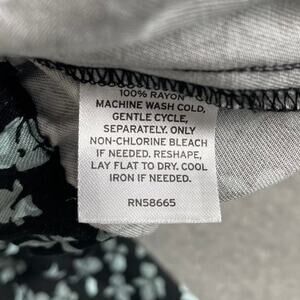 100% RAYON
MACHINE WASH COLD,
GENTLE CYCLE,
SEPARATELY. ONLY
NON-CHLORINE BLEACH
IF NEEDED. RESHAPE,
LAY FLAT TO DRY. COOL
IRON IF NEEDED.
RN58665